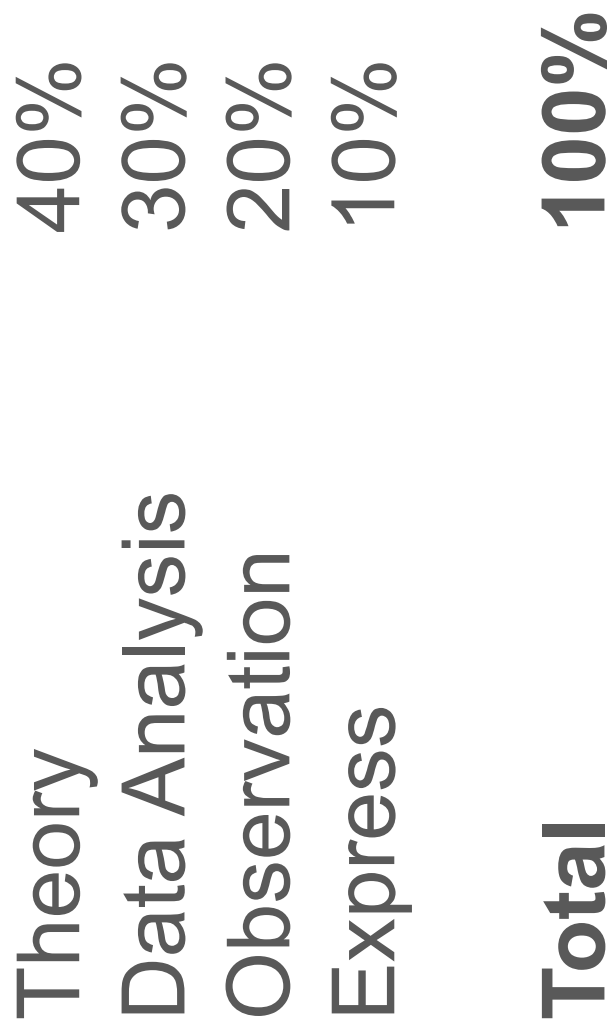 Theory 40%
Data Analysis 30%
Observation 20%
Express 10%
Total 100%